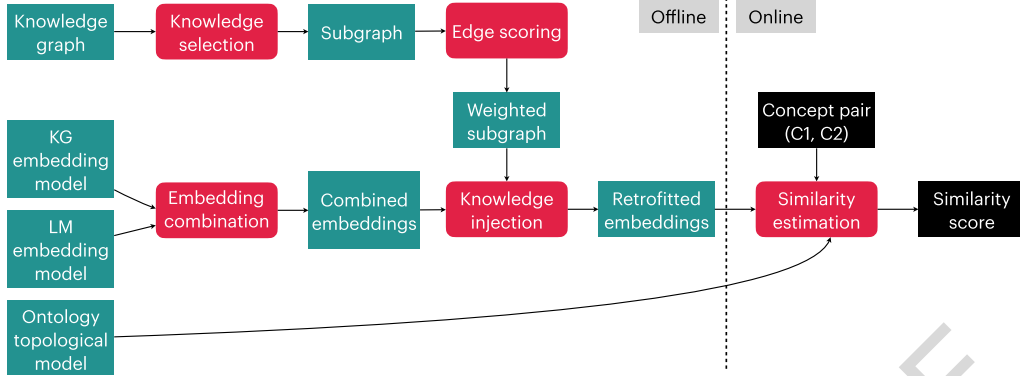 Offline
Online
Knowledge
graph
Knowledge
selection
Subgraph
Edge scoring
Weighted
subgraph
Concept pair
(C1, C2)
KG
embedding
model
LM
embedding
model
Embedding
combination
Combined
embeddings
Knowledge
injection
Retrofitted
embeddings
Similarity
estimation
Similarity
score
Ontology
topological
model